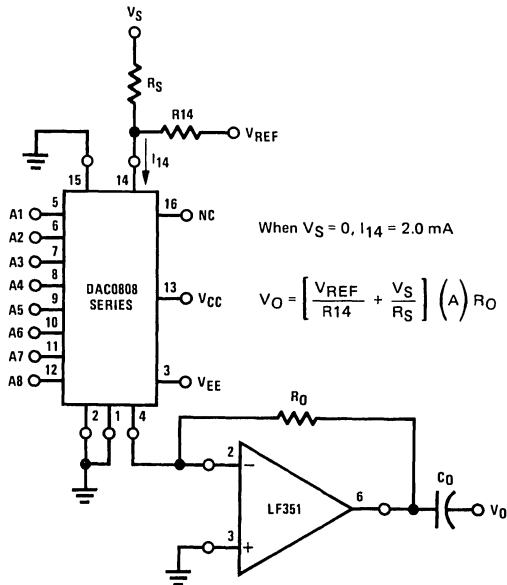 VS
RS
R14
VREF
I14
15
14
A1 5
16 NC
A2 6
A3 7
A4 8
A5 9
A6 10
A7 11
A8 12
DAC0808
SERIES
13 VCC
3 VEE
2 1 4
When VS = 0, I14 = 2.0 mA
VO = [ VREF/R14 + VS/RS ] (A) RO
RO
2
−
LF351
6
3
+
CO
VO